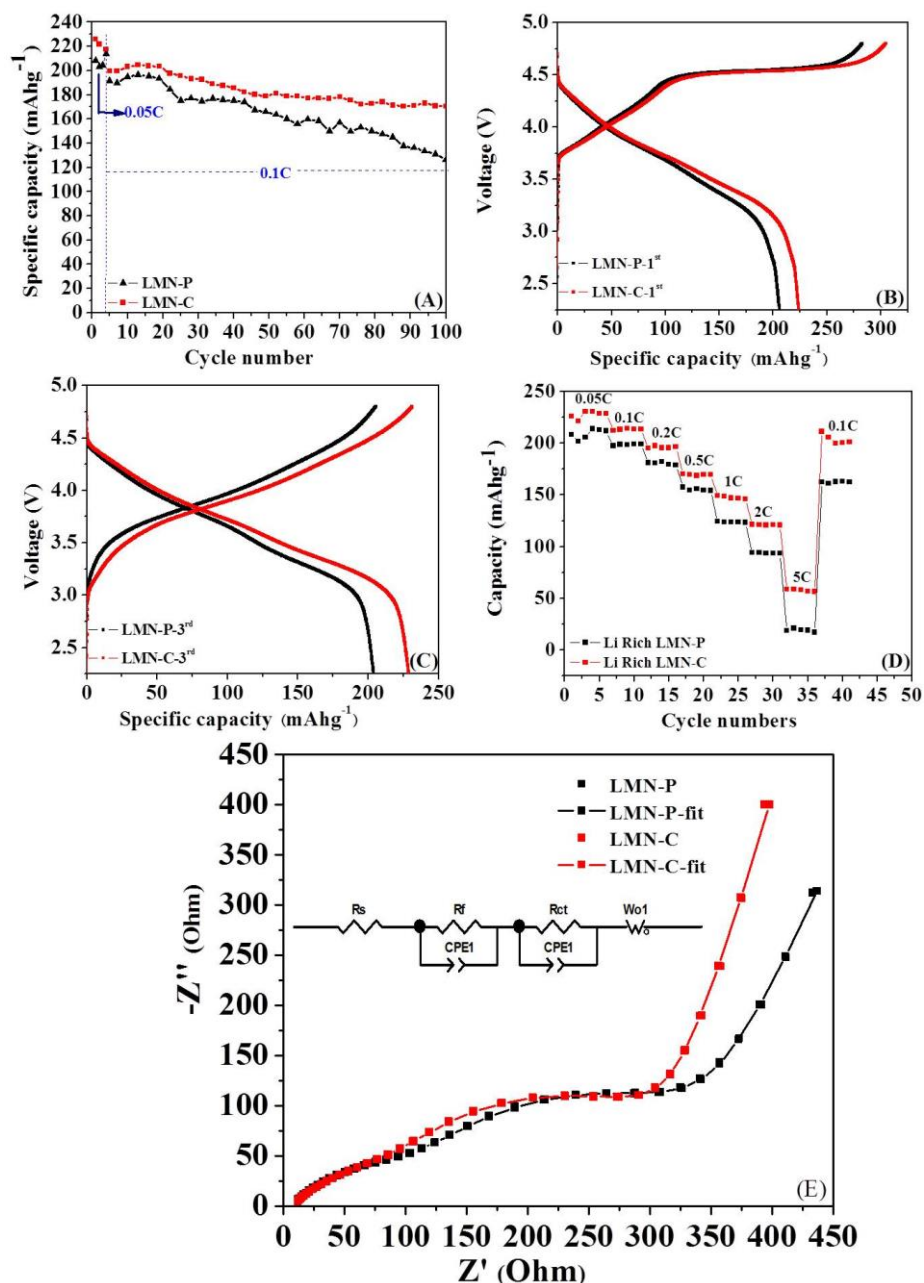 Specific capacity (mAhg-1)
240
220
200
180
160
140
120
100
80
60
40
20
0
0.05C
0.1C
LMN-P
LMN-C
(A)
0 10 20 30 40 50 60 70 80 90 100
Cycle number
Voltage (V)
5.0
4.5
4.0
3.5
3.0
2.5
LMN-P-1st
LMN-C-1st
(B)
0 50 100 150 200 250 300
Specific capacity (mAhg-1)
Voltage (V)
5.0
4.5
4.0
3.5
3.0
2.5
LMN-P-3rd
LMN-C-3rd
(C)
0 50 100 150 200 250
Specific capacity (mAhg-1)
Capacity (mAhg-1)
250
200
150
100
50
0
0.05C
0.1C
0.2C
0.5C
1C
2C
5C
0.1C
Li Rich LMN-P
Li Rich LMN-C
(D)
0 5 10 15 20 25 30 35 40 45 50
Cycle numbers
-Z'' (Ohm)
450
400
350
300
250
200
150
100
50
0
LMN-P
LMN-P-fit
LMN-C
LMN-C-fit
Rs Rf Rct Wo1
CPE1 CPE1
(E)
0 50 100 150 200 250 300 350 400 450
Z' (Ohm)